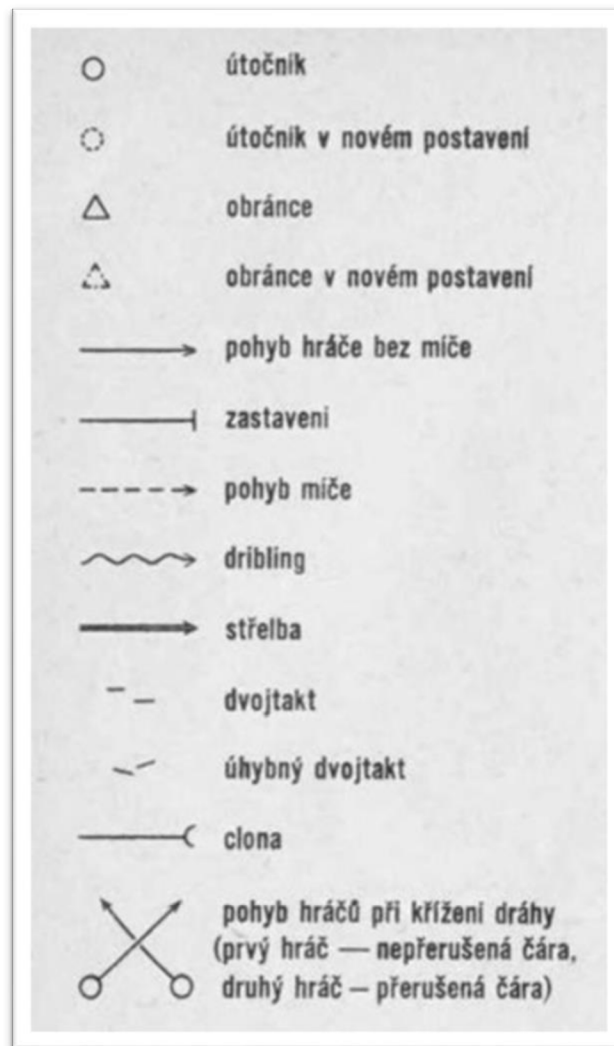 útočník
útočník v novém postavení
obránce
obránce v novém postavení
pohyb hráče bez míče
zastavení
pohyb míče
dribling
střelba
dvojtakt
úhybný dvojtakt
clona
pohyb hráčů při křížení dráhy
(prvý hráč — nepřerušená čára,
druhý hráč — přerušená čára)